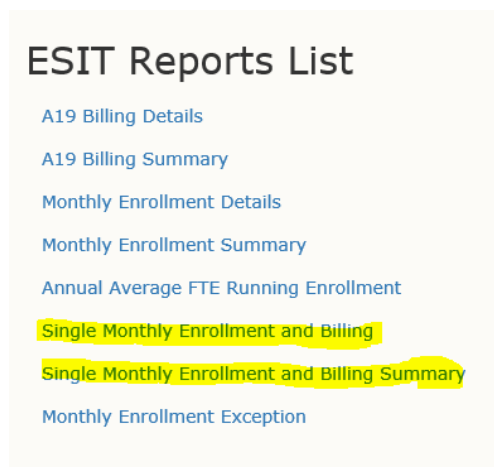 ESIT Reports List
A19 Billing Details
A19 Billing Summary
Monthly Enrollment Details
Monthly Enrollment Summary
Annual Average FTE Running Enrollment
Single Monthly Enrollment and Billing
Single Monthly Enrollment and Billing Summary
Monthly Enrollment Exception